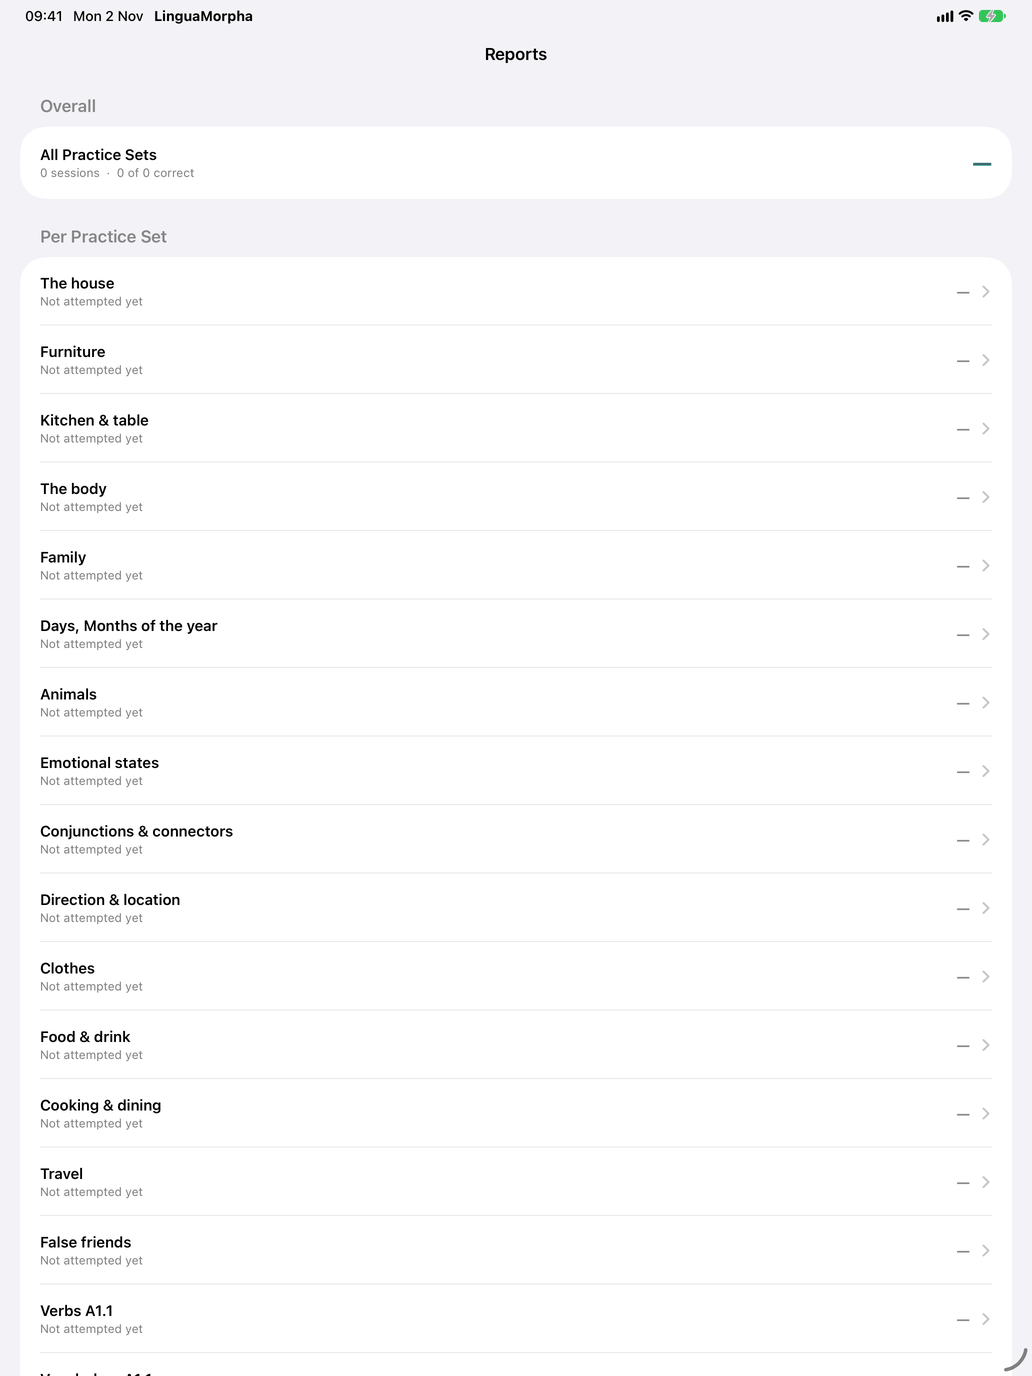 09:41 Mon 2 Nov LinguaMorpha
Reports
Overall
All Practice Sets
0 sessions · 0 of 0 correct
—
Per Practice Set
The house
Not attempted yet
—
Furniture
Not attempted yet
—
Kitchen & table
Not attempted yet
—
The body
Not attempted yet
—
Family
Not attempted yet
—
Days, Months of the year
Not attempted yet
—
Animals
Not attempted yet
—
Emotional states
Not attempted yet
—
Conjunctions & connectors
Not attempted yet
—
Direction & location
Not attempted yet
—
Clothes
Not attempted yet
—
Food & drink
Not attempted yet
—
Cooking & dining
Not attempted yet
—
Travel
Not attempted yet
—
False friends
Not attempted yet
—
Verbs A1.1
Not attempted yet
—